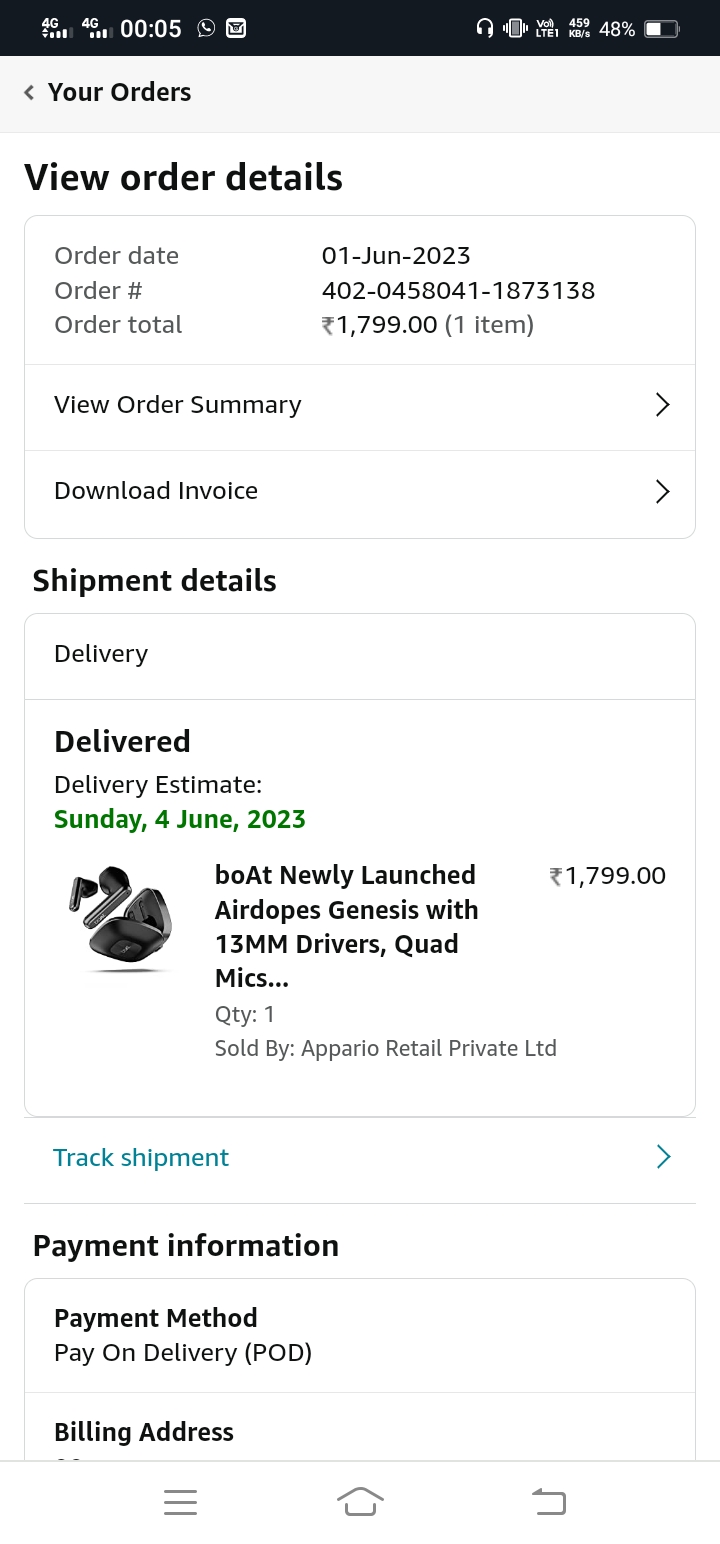 4G 4G 00:05 Vo) LTE1 459 KB/s 48%
Your Orders
View order details
Order date 01-Jun-2023
Order # 402-0458041-1873138
Order total ₹1,799.00 (1 item)
View Order Summary
Download Invoice
Shipment details
Delivery
Delivered
Delivery Estimate:
Sunday, 4 June, 2023
boAt Newly Launched ₹1,799.00
Airdopes Genesis with
13MM Drivers, Quad
Mics...
Qty: 1
Sold By: Appario Retail Private Ltd
Track shipment
Payment information
Payment Method
Pay On Delivery (POD)
Billing Address